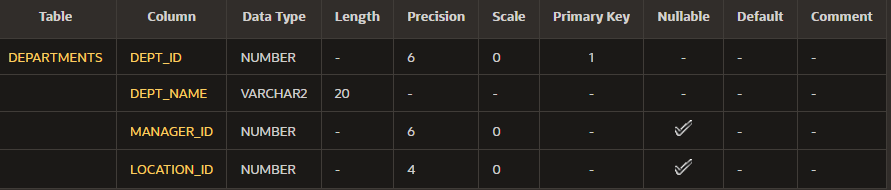 Table Column Data Type Length Precision Scale Primary Key Nullable Default Comment
DEPARTMENTS DEPT_ID NUMBER - 6 0 1 - - -
DEPT_NAME VARCHAR2 20 - - - - - -
MANAGER_ID NUMBER - 6 0 - ✓ - -
LOCATION_ID NUMBER - 4 0 - ✓ - -